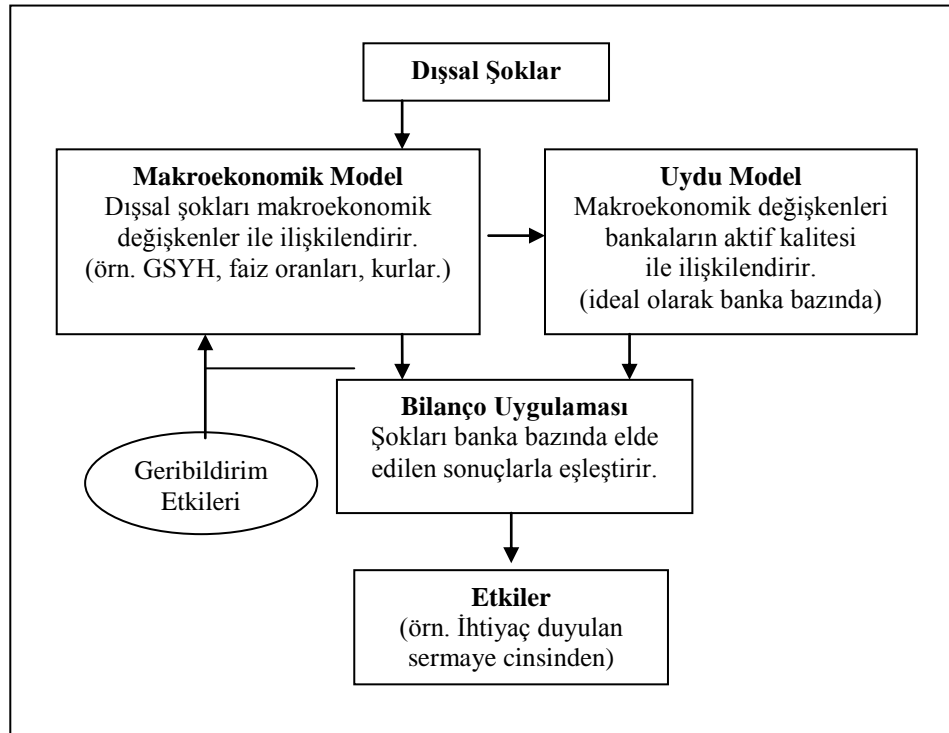 Dışsal Şoklar
Makroekonomik Model
Dışsal şokları makroekonomik
değişkenler ile ilişkilendirir.
(örn. GSYH, faiz oranları, kurlar.)
Uydu Model
Makroekonomik değişkenleri
bankaların aktif kalitesi
ile ilişkilendirir.
(ideal olarak banka bazında)
Bilanço Uygulaması
Şokları banka bazında elde
edilen sonuçlarla eşleştirir.
Geribildirim
Etkileri
Etkiler
(örn. İhtiyaç duyulan
sermaye cinsinden)